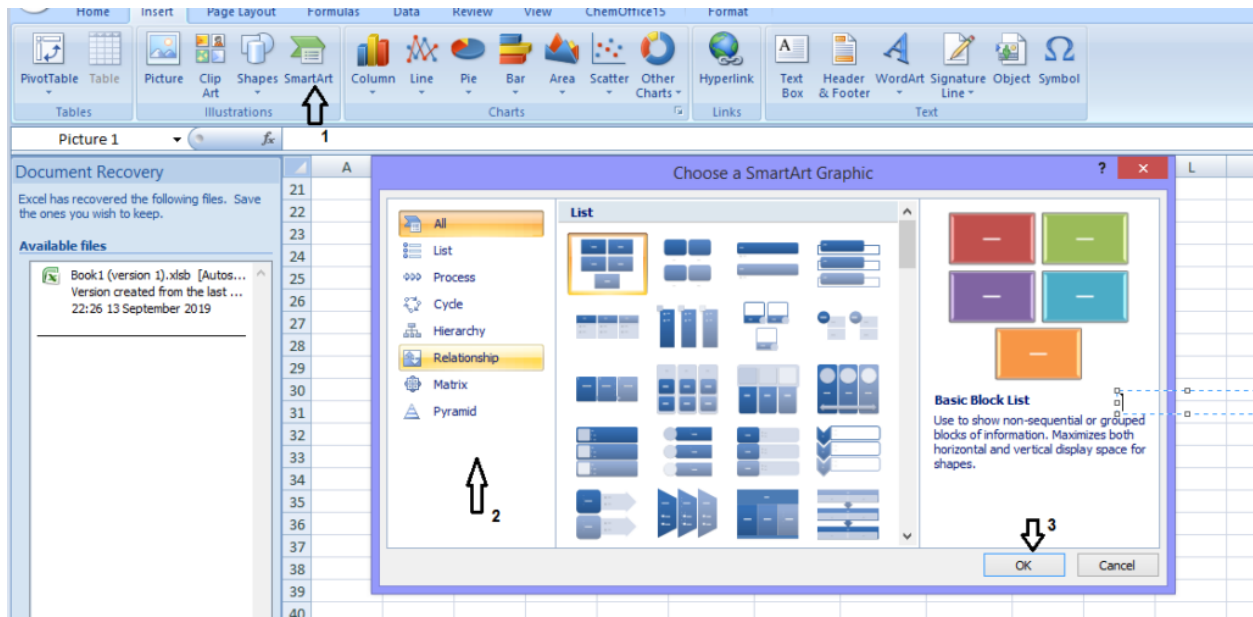 Home Insert Page Layout Formulas Data Review View ChemOffice15 Format
PivotTable Table Picture Clip Art Shapes SmartArt Column Line Pie Bar Area Scatter Other Charts Hyperlink Text Box Header & Footer WordArt Signature Line Object Symbol
Tables Illustrations Charts Links Text
1
Picture 1 fx
Document Recovery
Excel has recovered the following files. Save
the ones you wish to keep.
Available files
Book1 (version 1).xlsb [Autos...
Version created from the last ...
22:26 13 September 2019
A L
21
22
23
24
25
26
27
28
29
30
31
32
33
34
35
36
37
38
39
40
Choose a SmartArt Graphic ?
All
List
Process
Cycle
Hierarchy
Relationship
Matrix
Pyramid
2
List
Basic Block List
Use to show non-sequential or grouped
blocks of information. Maximizes both
horizontal and vertical display space for
shapes.
3
OK Cancel